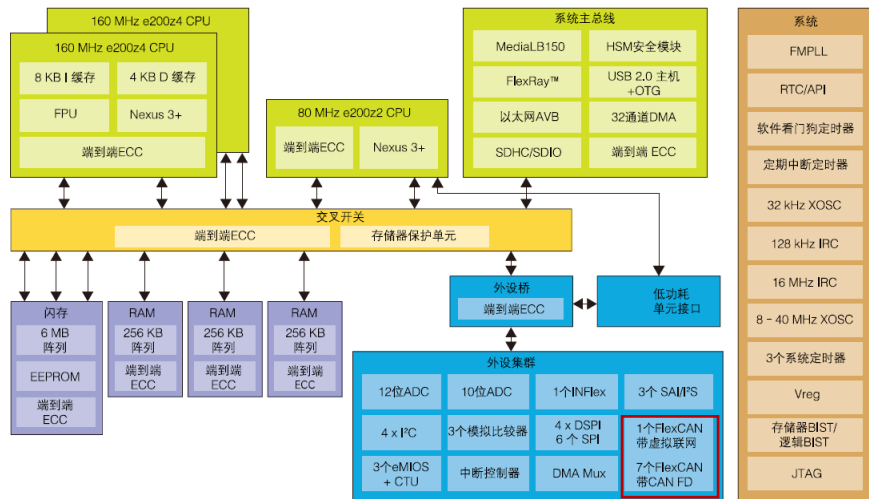 160 MHz e200z4 CPU
160 MHz e200z4 CPU
8 KB I 缓存
4 KB D 缓存
FPU
Nexus 3+
端到端ECC
80 MHz e200z2 CPU
端到端ECC
Nexus 3+
系统主总线
MediaLB150
HSM安全模块
FlexRay™
USB 2.0 主机
+OTG
以太网AVB
32通道DMA
SDHC/SDIO
端到端 ECC
交叉开关
端到端ECC
存储器保护单元
闪存
6 MB
阵列
EEPROM
端到端
ECC
RAM
256 KB
阵列
端到端
ECC
RAM
256 KB
阵列
端到端
ECC
RAM
256 KB
阵列
端到端
ECC
外设桥
端到端ECC
低功耗
单元接口
外设集群
12位ADC
10位ADC
1个INFlex
3个 SAI/I²S
4 x I²C
3个模拟比较器
4 x DSPI
6 个 SPI
1个FlexCAN
带虚拟联网
3个eMIOS
+ CTU
中断控制器
DMA Mux
7个FlexCAN
带CAN FD
系统
FMPLL
RTC/API
软件看门狗定时器
定期中断定时器
32 kHz XOSC
128 kHz IRC
16 MHz IRC
8 – 40 MHz XOSC
3个系统定时器
Vreg
存储器BIST/
逻辑BIST
JTAG